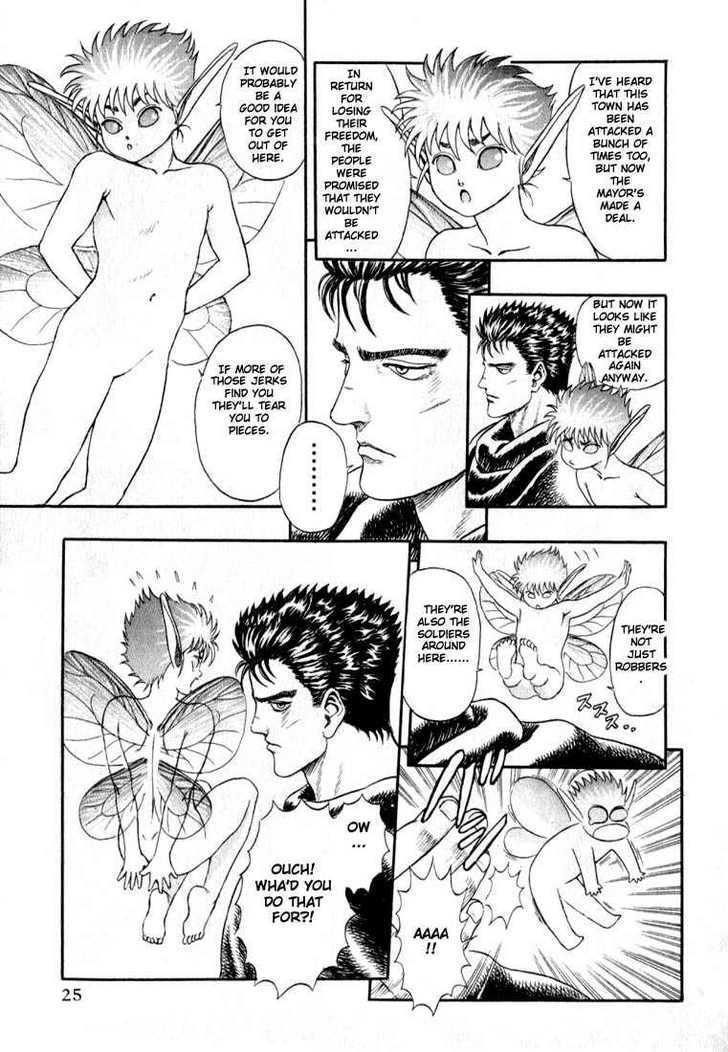 I'VE HEARD
THAT THIS
TOWN HAS
BEEN
ATTACKED
A BUNCH
OF
TIMES TOO,
BUT NOW
THE
MAYOR'S
MADE A
DEAL.
IN
RETURN
FOR
LOSING
THEIR
FREEDOM,
THE
PEOPLE
WERE
PROMISED
THAT THEY
WOULDN'T
BE
ATTACKED
...
BUT NOW IT
LOOKS LIKE
THEY MIGHT
BE
ATTACKED
AGAIN
ANYWAY.
.......
IT WOULD
PROBABLY
BE A
GOOD IDEA
FOR YOU
TO GET
OUT OF
HERE.
IF MORE OF
THOSE JERKS
FIND YOU
THEY'LL TEAR
YOU TO
PIECES.
THEY'RE
NOT
JUST
ROBBERS
THEY'RE
ALSO THE
SOLDIERS
AROUND
HERE......
ズズズ..
AAAA
!!
OW
...
OUCH!
WHA'D YOU
DO THAT
FOR?!
25